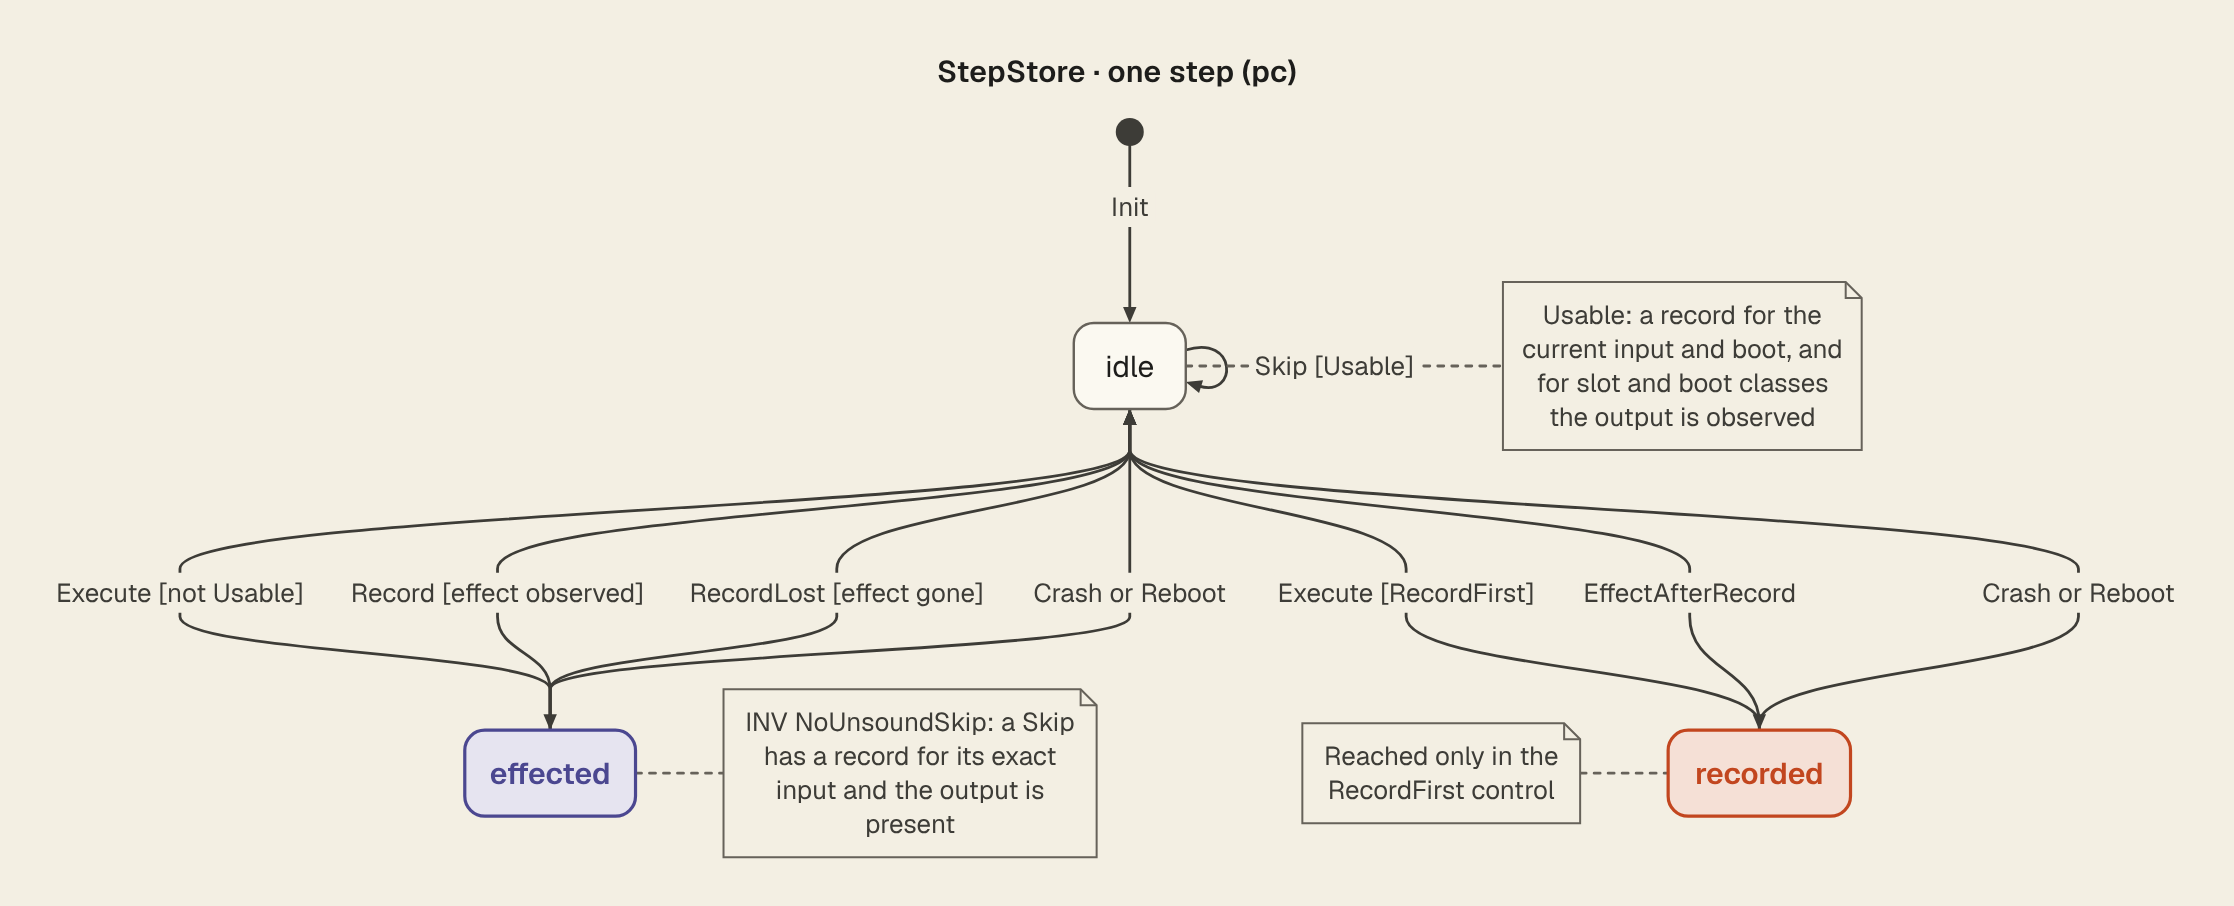 StepStore · one step (pc)
Init
idle
Skip [Usable]
Usable: a record for the
current input and boot, and
for slot and boot classes
the output is observed
Execute [not Usable]
Record [effect observed]
RecordLost [effect gone]
Crash or Reboot
Execute [RecordFirst]
EffectAfterRecord
Crash or Reboot
effected
INV NoUnsoundSkip: a Skip
has a record for its exact
input and the output is
present
Reached only in the
RecordFirst control
recorded